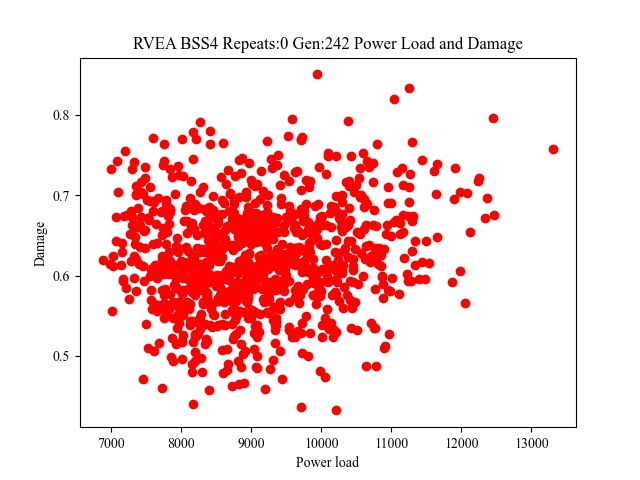 RVEA BSS4 Repeats:0 Gen:242 Power Load and Damage
0.8
0.7
0.6
0.5
Damage
7000 8000 9000 10000 11000 12000 13000
Power load